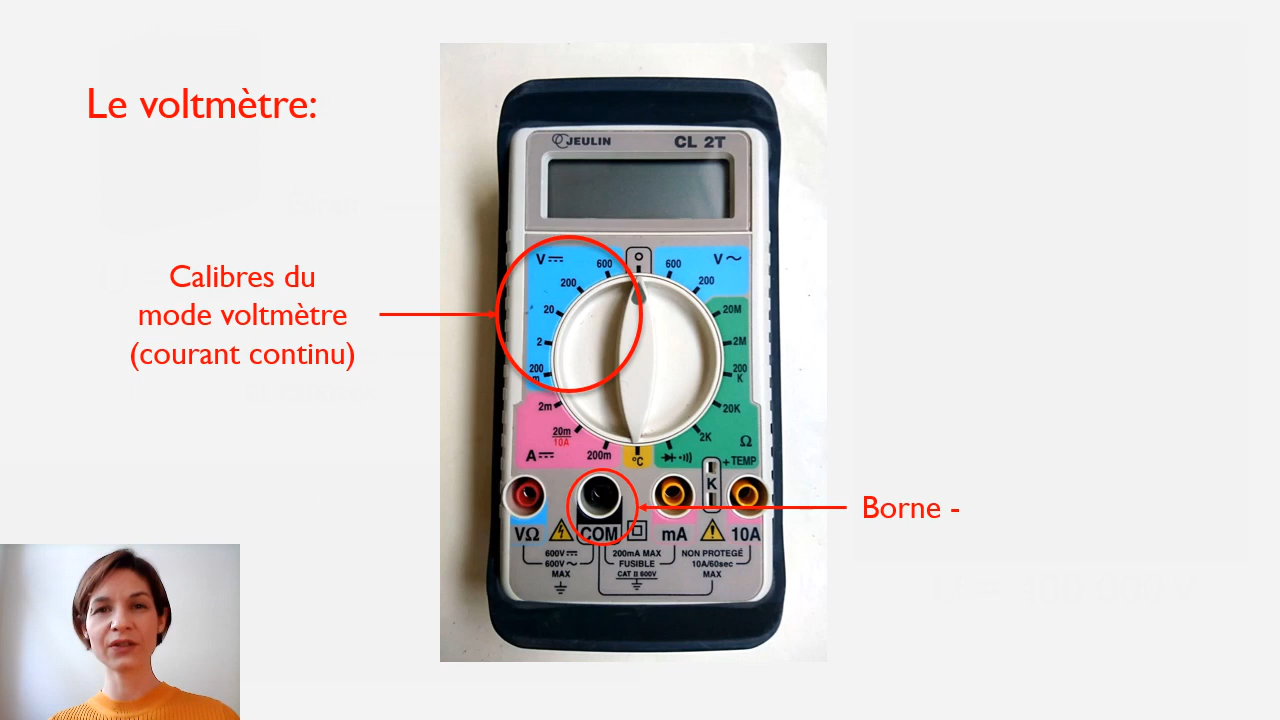 Le voltmètre:
JEULIN CL 2T
V⎓ 600 600 V~
200 200
20 20M
2 2M
200 m 200 K
2m 20K
20m 2K
10A Ω
A⎓ 200m °C + TEMP
K
VΩ COM mA 10A
600V⎓ 200mA MAX NON PROTEGÉ
600V~ FUSIBLE 10A/60sec
MAX CAT II 600V MAX
Calibres du
mode voltmètre
(courant continu)
Borne -